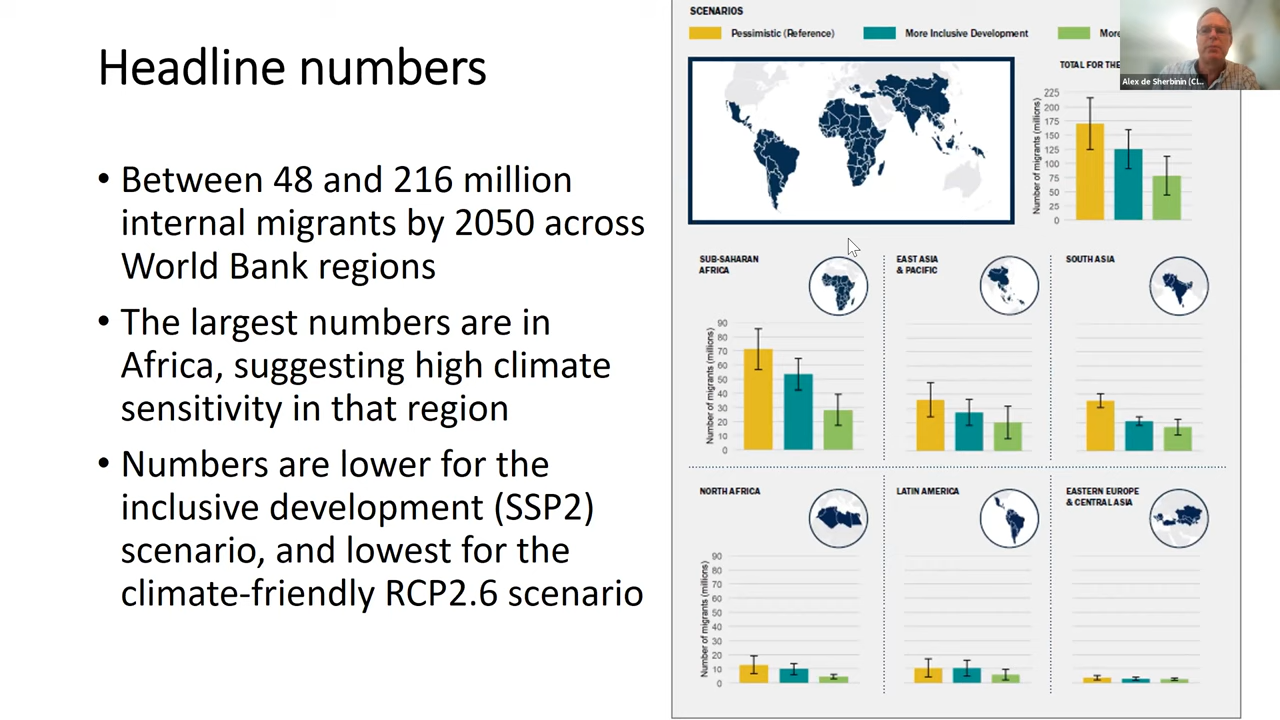 Headline numbers
• Between 48 and 216 million
internal migrants by 2050 across
World Bank regions
• The largest numbers are in
Africa, suggesting high climate
sensitivity in that region
• Numbers are lower for the
inclusive development (SSP2)
scenario, and lowest for the
climate-friendly RCP2.6 scenario
SCENARIOS
Pessimistic (Reference)
More Inclusive Development
More
Alex de Sherbinin (CI...
TOTAL FOR THE
Number of migrants (millions)
225
200
175
150
125
100
75
50
25
0
SUB-SAHARAN
AFRICA
Number of migrants (millions)
90
80
70
60
50
40
30
20
10
0
EAST ASIA
& PACIFIC
SOUTH ASIA
NORTH AFRICA
Number of migrants (millions)
90
80
70
60
50
40
30
20
10
0
LATIN AMERICA
EASTERN EUROPE
& CENTRAL ASIA